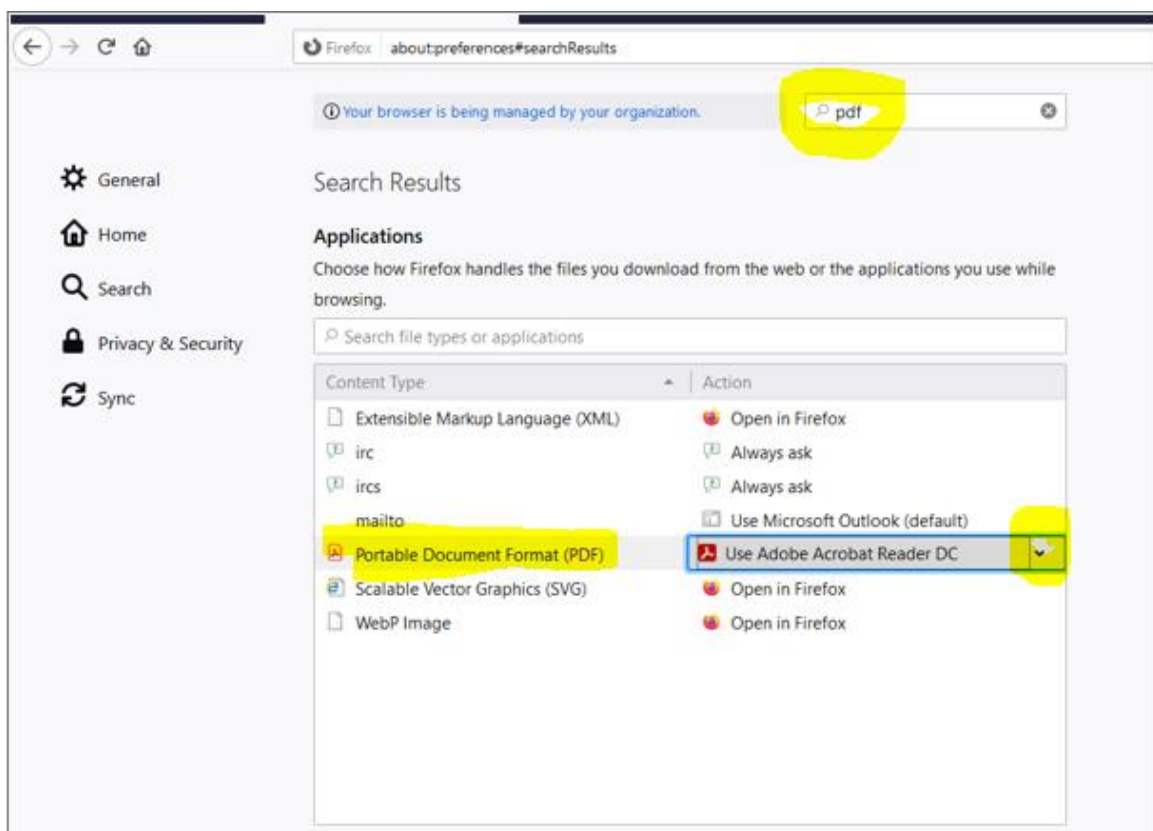 Firefox about:preferences#searchResults
Your browser is being managed by your organization.
pdf
General
Home
Search
Privacy & Security
Sync
Search Results
Applications
Choose how Firefox handles the files you download from the web or the applications you use while
browsing.
Search file types or applications
Content Type Action
Extensible Markup Language (XML) Open in Firefox
irc Always ask
ircs Always ask
mailto Use Microsoft Outlook (default)
Portable Document Format (PDF) Use Adobe Acrobat Reader DC
Scalable Vector Graphics (SVG) Open in Firefox
WebP Image Open in Firefox